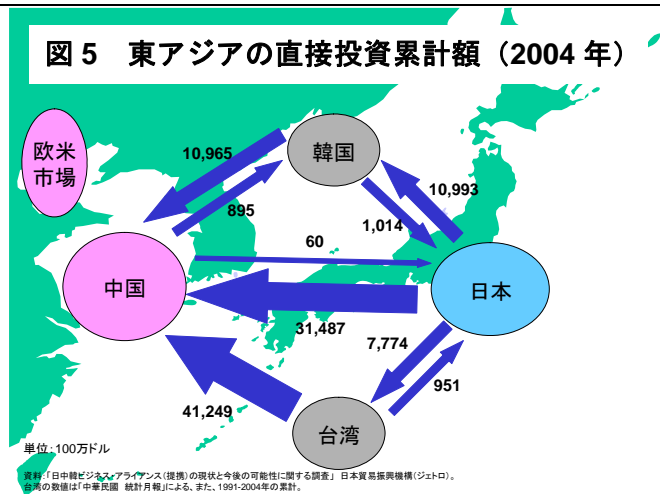 図５　東アジアの直接投資累計額（2004 年）
欧米
市場
韓国
10,965
895
10,993
1,014
60
中国
日本
31,487
7,774
951
41,249
台湾
単位：100万ドル
資料：「日中韓ビジネス・アライアンス（提携）の現状と今後の可能性に関する調査」 日本貿易振興機構（ジェトロ）。
台湾の数値は「中華民國 統計月報」による、また、1991-2004年の累計。